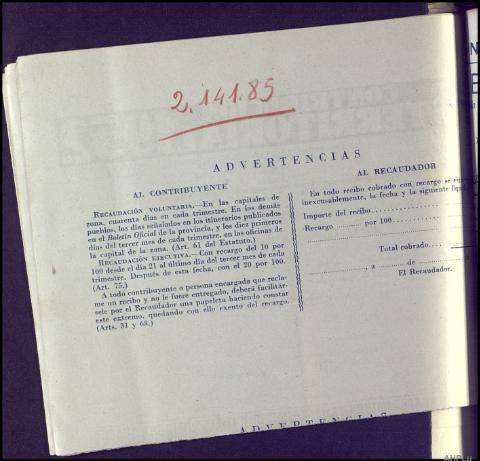 2.141.85
ADVERTENCIAS
AL CONTRIBUYENTE
RECAUDACIÓN VOLUNTARIA.—En las capitales de
zona, cuarenta días en cada trimestre. En los demás
pueblos, los días señalados en los itinerarios publicados
en el Boletín Oficial de la provincia, y los diez primeros
días del tercer mes de cada trimestre, en las oficinas de
la capital de la zona. (Art. 61 del Estatuto.)
RECAUDACIÓN EJECUTIVA.—Con recargo del 10 por
100 desde el día 21 al último día del tercer mes de cada
trimestre. Después de esta fecha, con el 20 por 100.
(Art. 75.)
A todo contribuyente o persona encargada que recla-
me un recibo y no le fuere entregado, deberá facilitár-
sele por el Recaudador una papeleta haciendo constar
este extremo, quedando con ello exento del recargo.
(Arts. 31 y 68.)
AL RECAUDADOR
En todo recibo cobrado con recargo se
inexcusablemente, la fecha y la siguiente
Importe del recibo
Recargo .......... por 100
Total cobrado
, a .......... de
El Recaudador.
ADVERTENCIAS